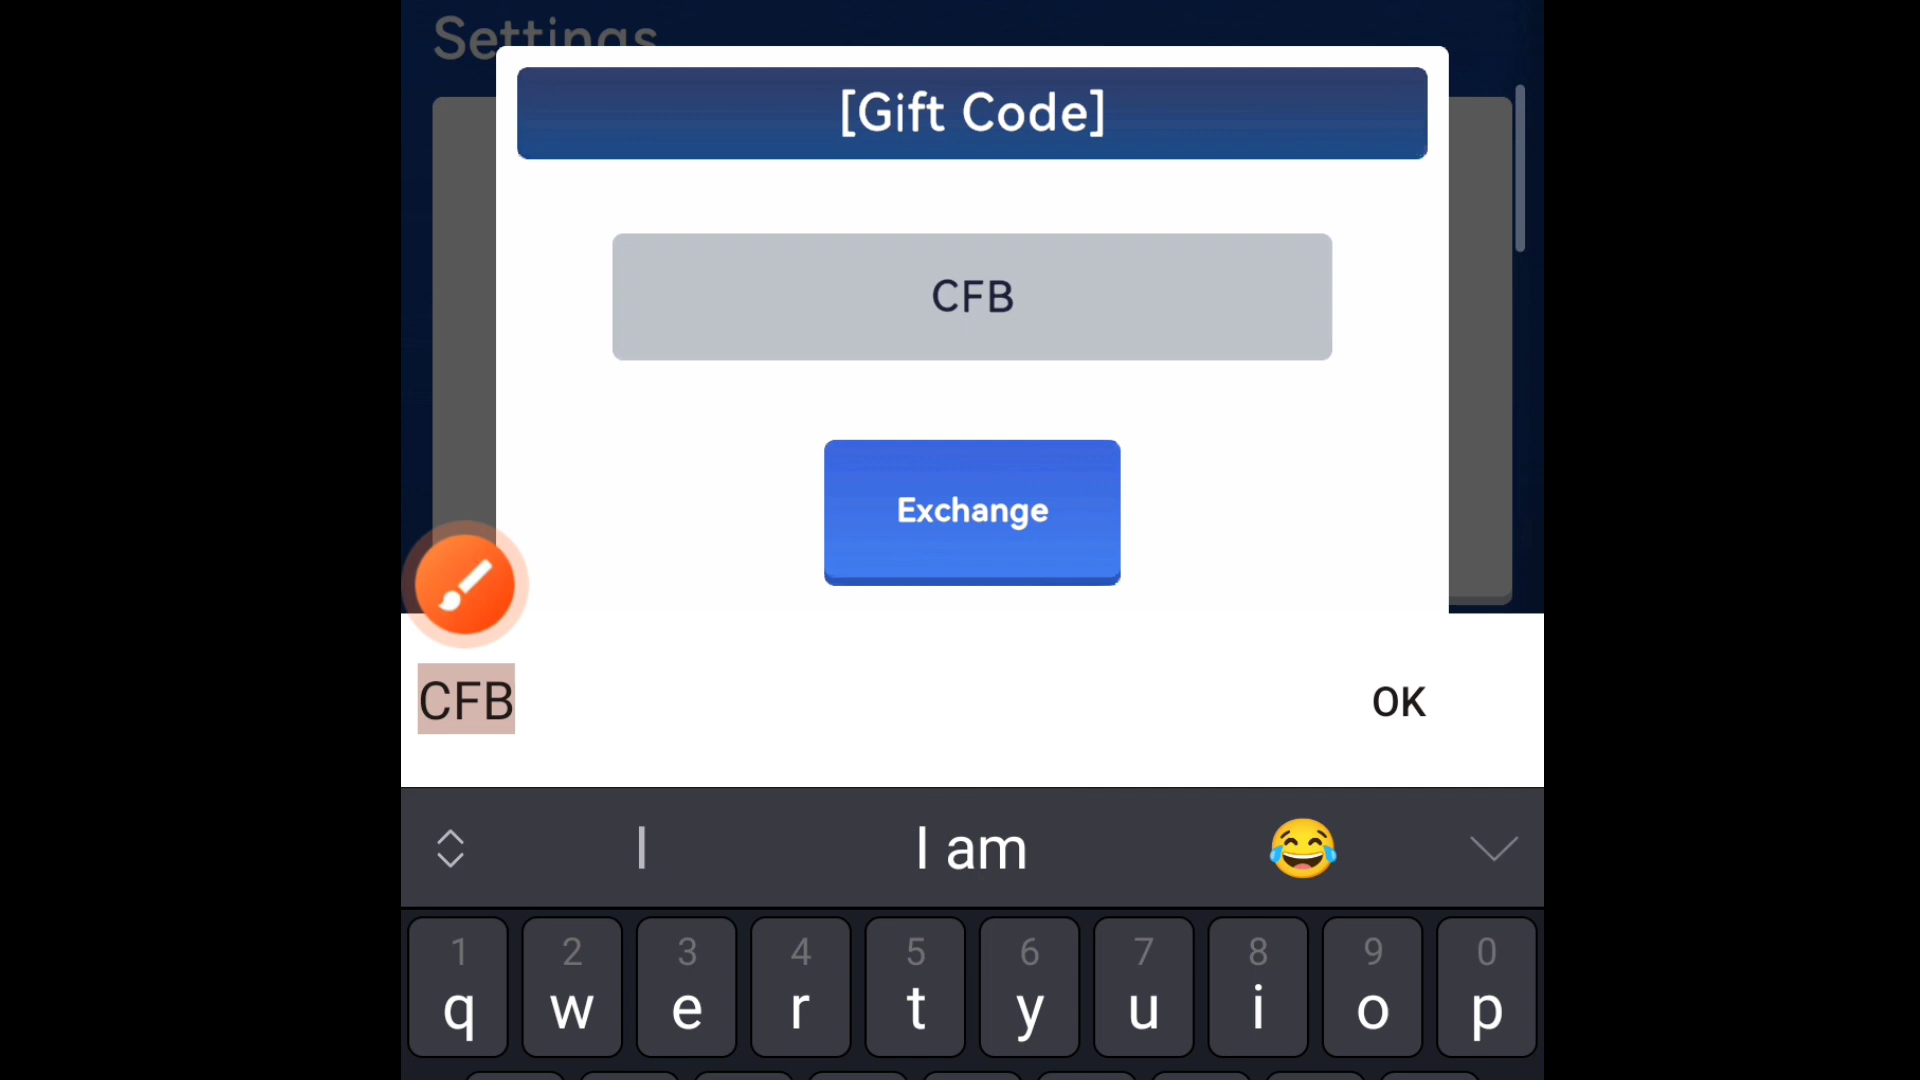 Settings
[Gift Code]
CFB
Exchange
CFB
OK
I
I am
1 2 3 4 5 6 7 8 9 0
q w e r t y u i o p